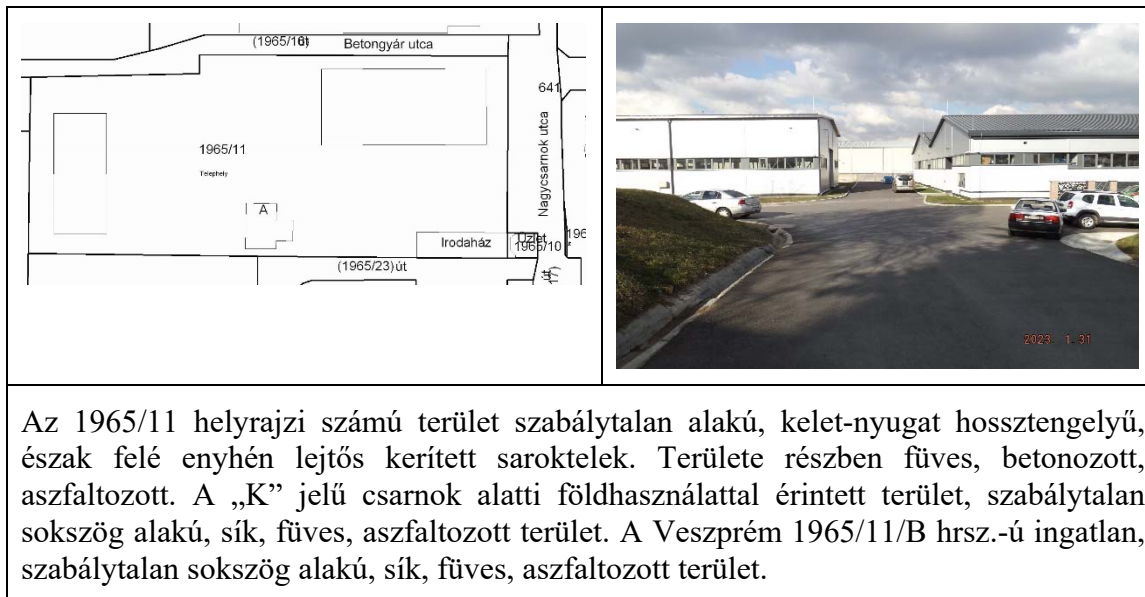 (1965/16)
Betongyár utca
641
1965/11
Telephely
Nagycsarnok utca
A
Irodaház
Üzlet
1965/10
(1965/23)út
út
17)
2023. 1.31
Az 1965/11 helyrajzi számú terület szabálytalan alakú, kelet-nyugat hossztengelyű,
észak felé enyhén lejtős kerített saroktelek. Területe részben füves, betonozott,
aszfaltozott. A „K” jelű csarnok alatti földhasználattal érintett terület, szabálytalan
sokszög alakú, sík, füves, aszfaltozott terület. A Veszprém 1965/11/B hrsz.-ú ingatlan,
szabálytalan sokszög alakú, sík, füves, aszfaltozott terület.